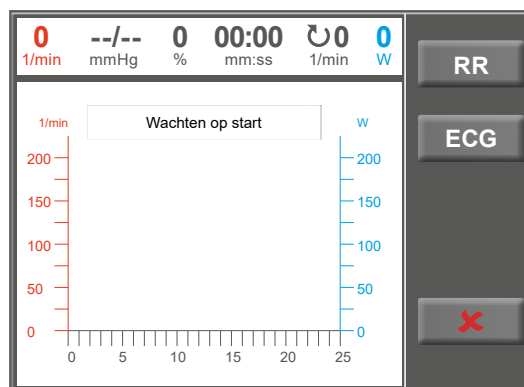 0 --/-- 0 00:00 ↻0 0
1/min mmHg % mm:ss 1/min W
RR
1/min Wachten op start W
ECG
200 200
150 150
100 100
50 50
0 0
0 5 10 15 20 25